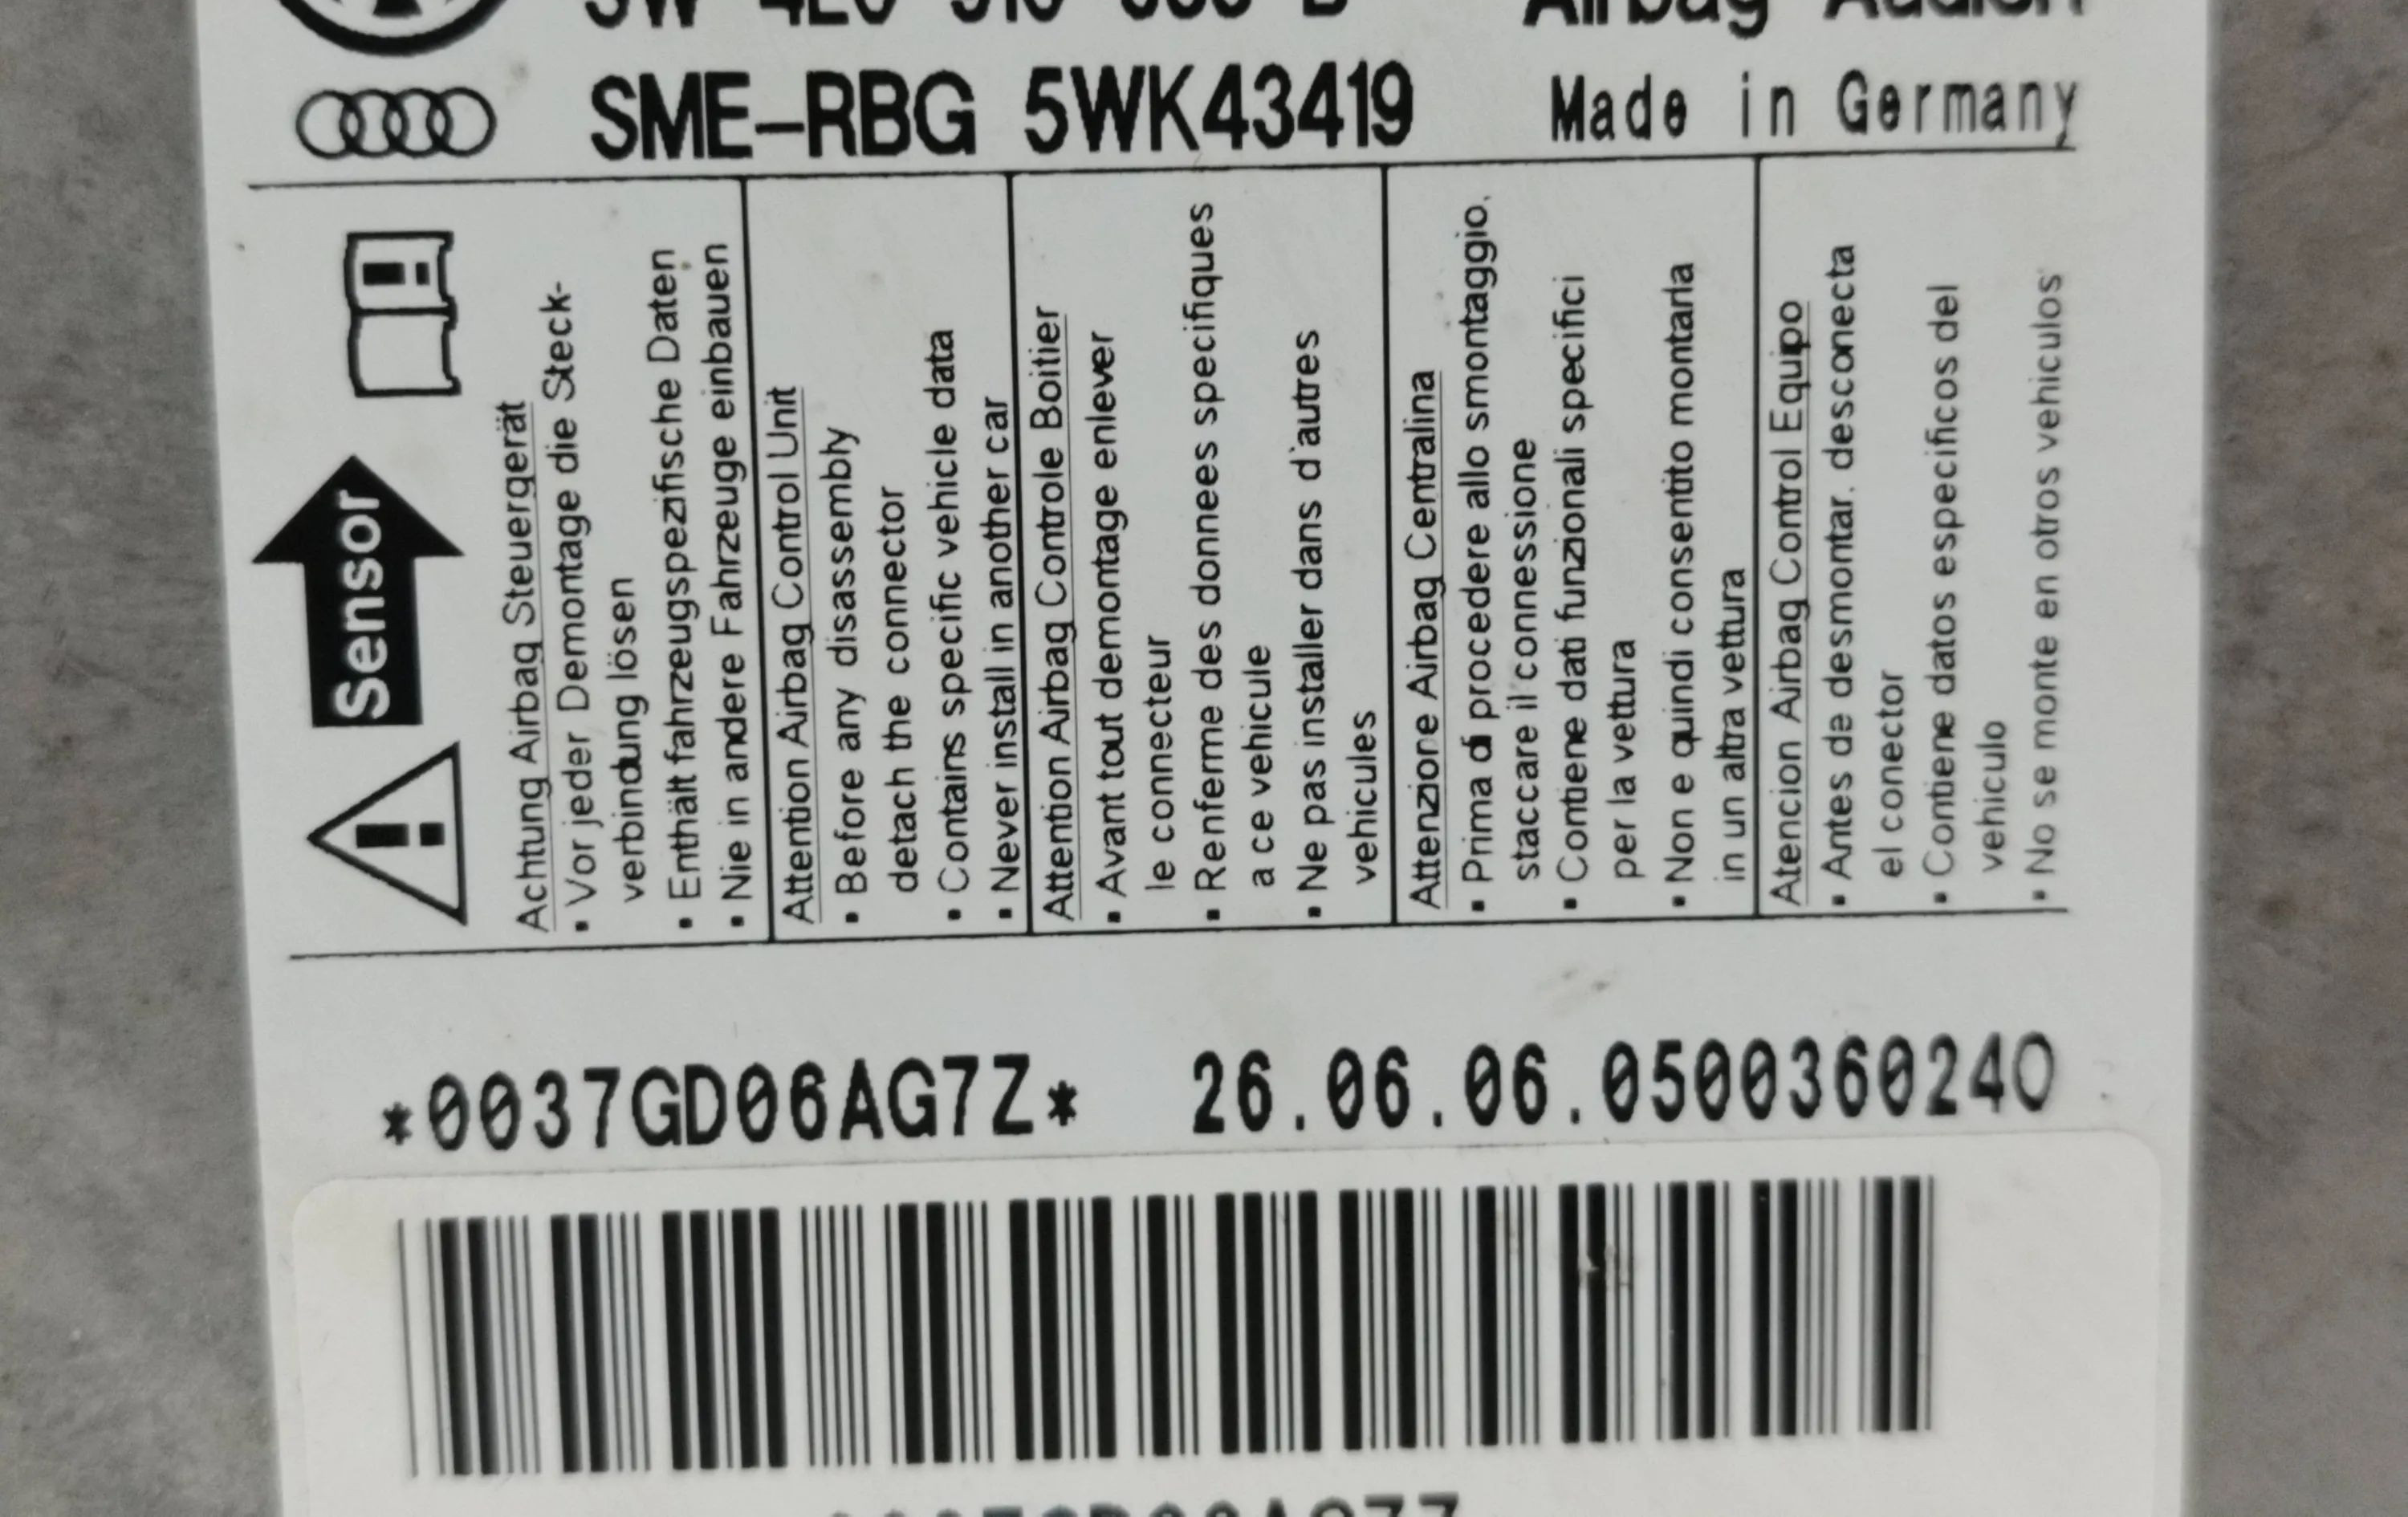 SME-RBG 5WK43419 Made in Germany
Sensor
Achtung Airbag Steuergerät
▪ Vor jeder Demontage die Steck-
verbindung lösen
▪ Enthält fahrzeugspezifische Daten
▪ Nie in andere Fahrzeuge einbauen
Attention Airbag Control Unit
▪ Before any disassembly
detach the connector
▪ Contains specific vehicle data
▪ Never install in another car
Attention Airbag Controle Boitier
▪ Avant tout demontage enlever
le connecteur
▪ Renferme des donnees specifiques
a ce vehicule
▪ Ne pas installer dans d'autres
vehicules
Attenzione Airbag Centralina
▪ Prima di procedere allo smontaggio,
staccare il connessione
▪ Contiene dati funzionali specifici
per la vettura
▪ Non e quindi consentito montarla
in un altra vettura
Atencion Airbag Control Equipo
▪ Antes de desmontar. desconecta
el conector
▪ Contiene datos especificos del
vehiculo
▪ No se monte en otros vehiculos
*0037GD06AG7Z* 26.06.06.0500360240